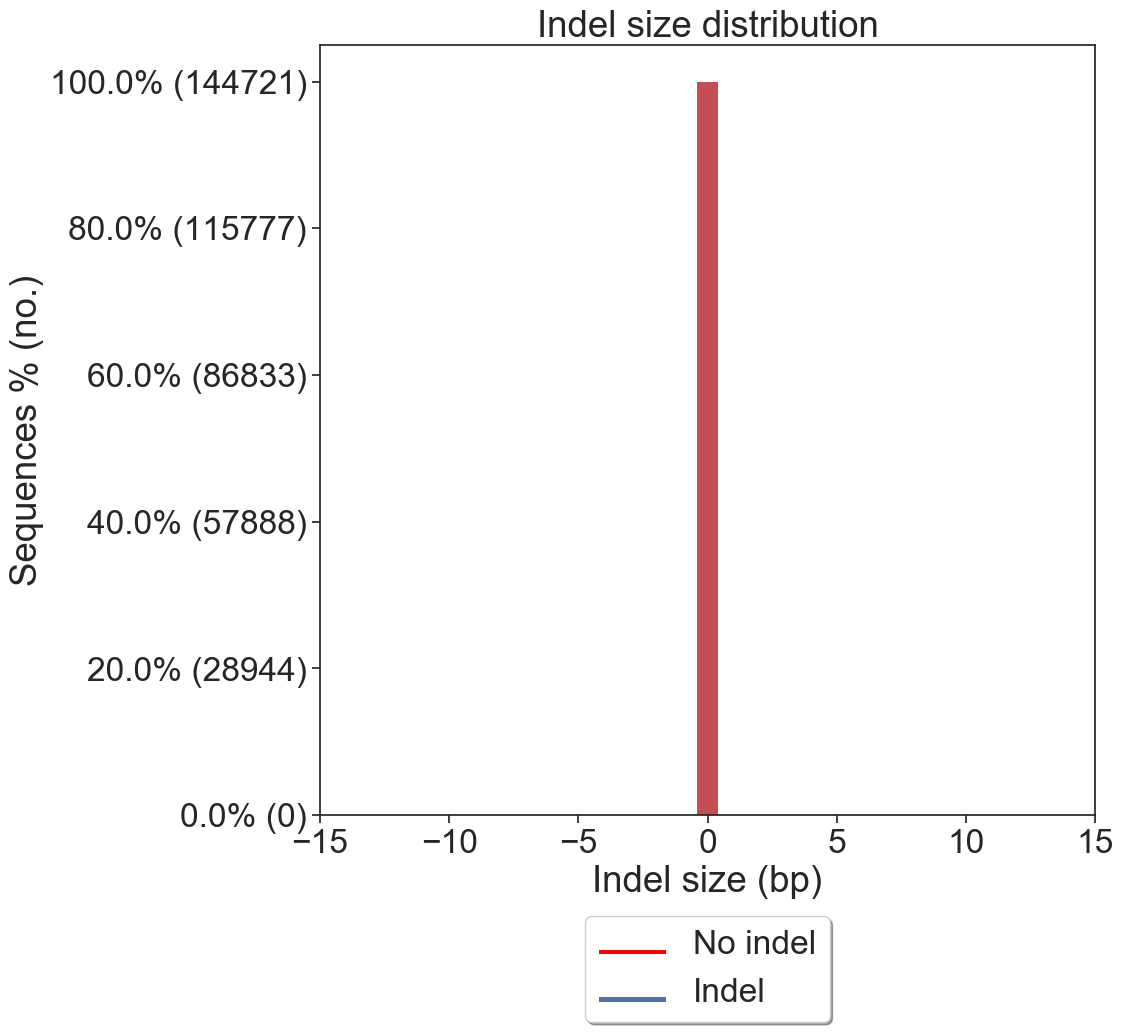 Indel size distribution
100.0% (144721)
80.0% (115777)
60.0% (86833)
40.0% (57888)
20.0% (28944)
0.0% (0)
Sequences % (no.)
−15 −10 −5 0 5 10 15
Indel size (bp)
No indel
Indel